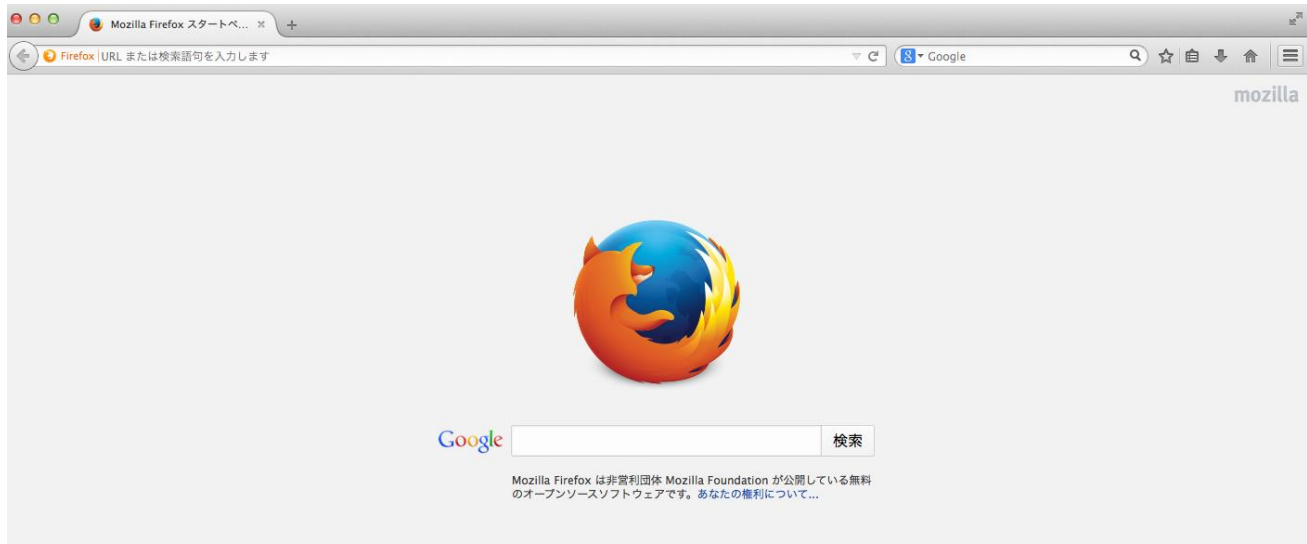 Mozilla Firefox スタートペ...
Firefox URL または検索語句を入力します
Google
mozilla
Google
検索
Mozilla Firefox は非営利団体 Mozilla Foundation が公開している無料
のオープンソースソフトウェアです。あなたの権利について...